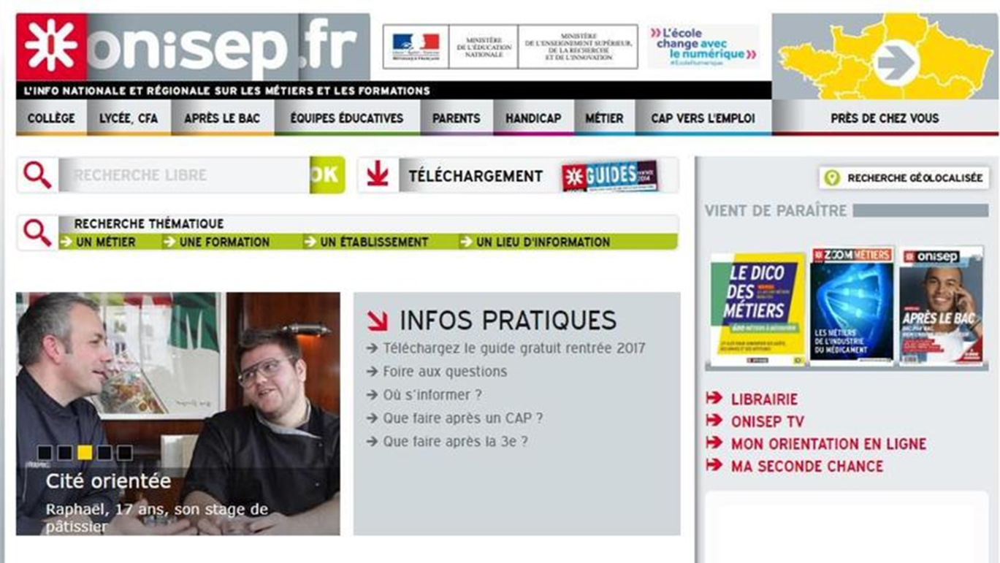 onisep.fr
MINISTÈRE
DE L'ÉDUCATION
NATIONALE
MINISTÈRE
DE L'ENSEIGNEMENT SUPÉRIEUR,
DE LA RECHERCHE
ET DE L'INNOVATION
L'école
change avec
le numérique
#EcoleNumerique
L'INFO NATIONALE ET RÉGIONALE SUR LES MÉTIERS ET LES FORMATIONS
COLLÈGE LYCÉE, CFA APRÈS LE BAC ÉQUIPES ÉDUCATIVES PARENTS HANDICAP MÉTIER CAP VERS L'EMPLOI PRÈS DE CHEZ VOUS
RECHERCHE LIBRE OK
TÉLÉCHARGEMENT
GUIDES
RECHERCHE GÉOLOCALISÉE
RECHERCHE THÉMATIQUE
UN MÉTIER UNE FORMATION UN ÉTABLISSEMENT UN LIEU D'INFORMATION
VIENT DE PARAÎTRE
LE DICO
DES
MÉTIERS
ZOOM MÉTIERS
LES MÉTIERS
DE L'INDUSTRIE
DU MÉDICAMENT
onisep
APRÈS LE BAC
INFOS PRATIQUES
Téléchargez le guide gratuit rentrée 2017
Foire aux questions
Où s'informer ?
Que faire après un CAP ?
Que faire après la 3e ?
Cité orientée
Raphaël, 17 ans, son stage de
pâtissier
LIBRAIRIE
ONISEP TV
MON ORIENTATION EN LIGNE
MA SECONDE CHANCE